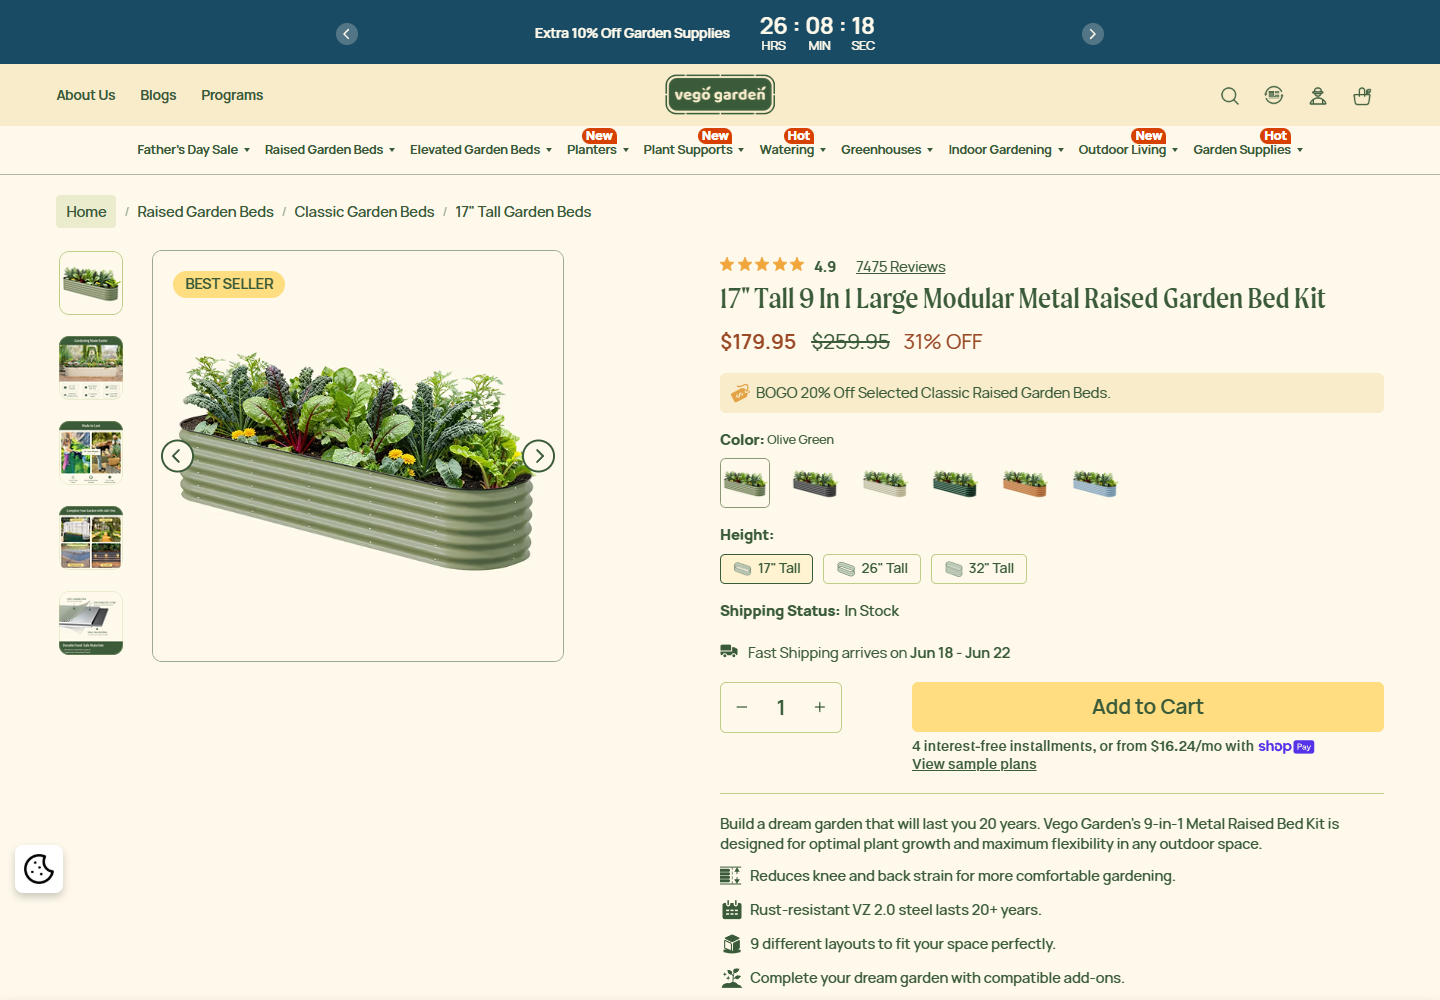 Extra 10% Off Garden Supplies
26 : 08 : 18
HRS MIN SEC
About Us Blogs Programs
vego garden
New New Hot New Hot
Father's Day Sale Raised Garden Beds Elevated Garden Beds Planters Plant Supports Watering Greenhouses Indoor Gardening Outdoor Living Garden Supplies
Home / Raised Garden Beds / Classic Garden Beds / 17" Tall Garden Beds
BEST SELLER
4.9 7475 Reviews
17" Tall 9 In 1 Large Modular Metal Raised Garden Bed Kit
$179.95 $259.95 31% OFF
BOGO 20% Off Selected Classic Raised Garden Beds.
Color: Olive Green
Height:
17" Tall 26" Tall 32" Tall
Shipping Status: In Stock
Fast Shipping arrives on Jun 18 - Jun 22
1
Add to Cart
4 interest-free installments, or from $16.24/mo with shop Pay
View sample plans
Build a dream garden that will last you 20 years. Vego Garden's 9-in-1 Metal Raised Bed Kit is
designed for optimal plant growth and maximum flexibility in any outdoor space.
Reduces knee and back strain for more comfortable gardening.
Rust-resistant VZ 2.0 steel lasts 20+ years.
9 different layouts to fit your space perfectly.
Complete your dream garden with compatible add-ons.